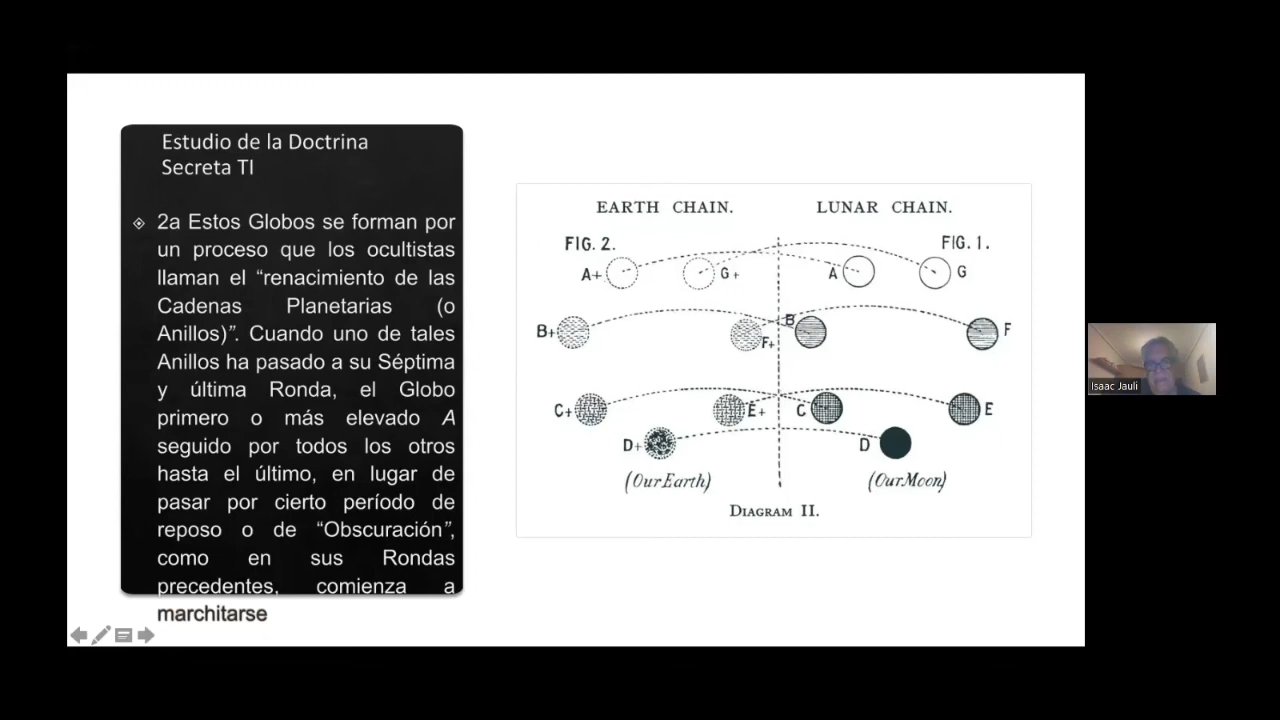 Estudio de la Doctrina
Secreta TI
2a Estos Globos se forman por
un proceso que los ocultistas
llaman el “renacimiento de las
Cadenas Planetarias (o
Anillos)”. Cuando uno de tales
Anillos ha pasado a su Séptima
y última Ronda, el Globo
primero o más elevado A
seguido por todos los otros
hasta el último, en lugar de
pasar por cierto período de
reposo o de “Obscuración”,
como en sus Rondas
precedentes, comienza a
marchitarse
EARTH CHAIN. LUNAR CHAIN.
FIG. 2. FIG. 1.
A+ G+ A G
B+ F+ B F
C+ E+ C E
D+ D
(Our Earth) (Our Moon)
DIAGRAM II.
Isaac Jauli